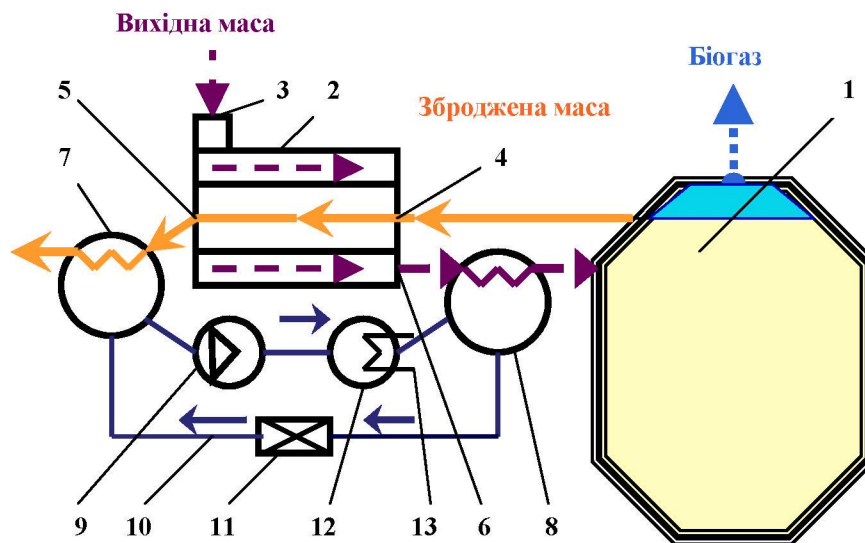 Вихідна маса
Біогаз
5 3 2 Зброджена маса 1
7 4
9 10 11 12 13 6 8